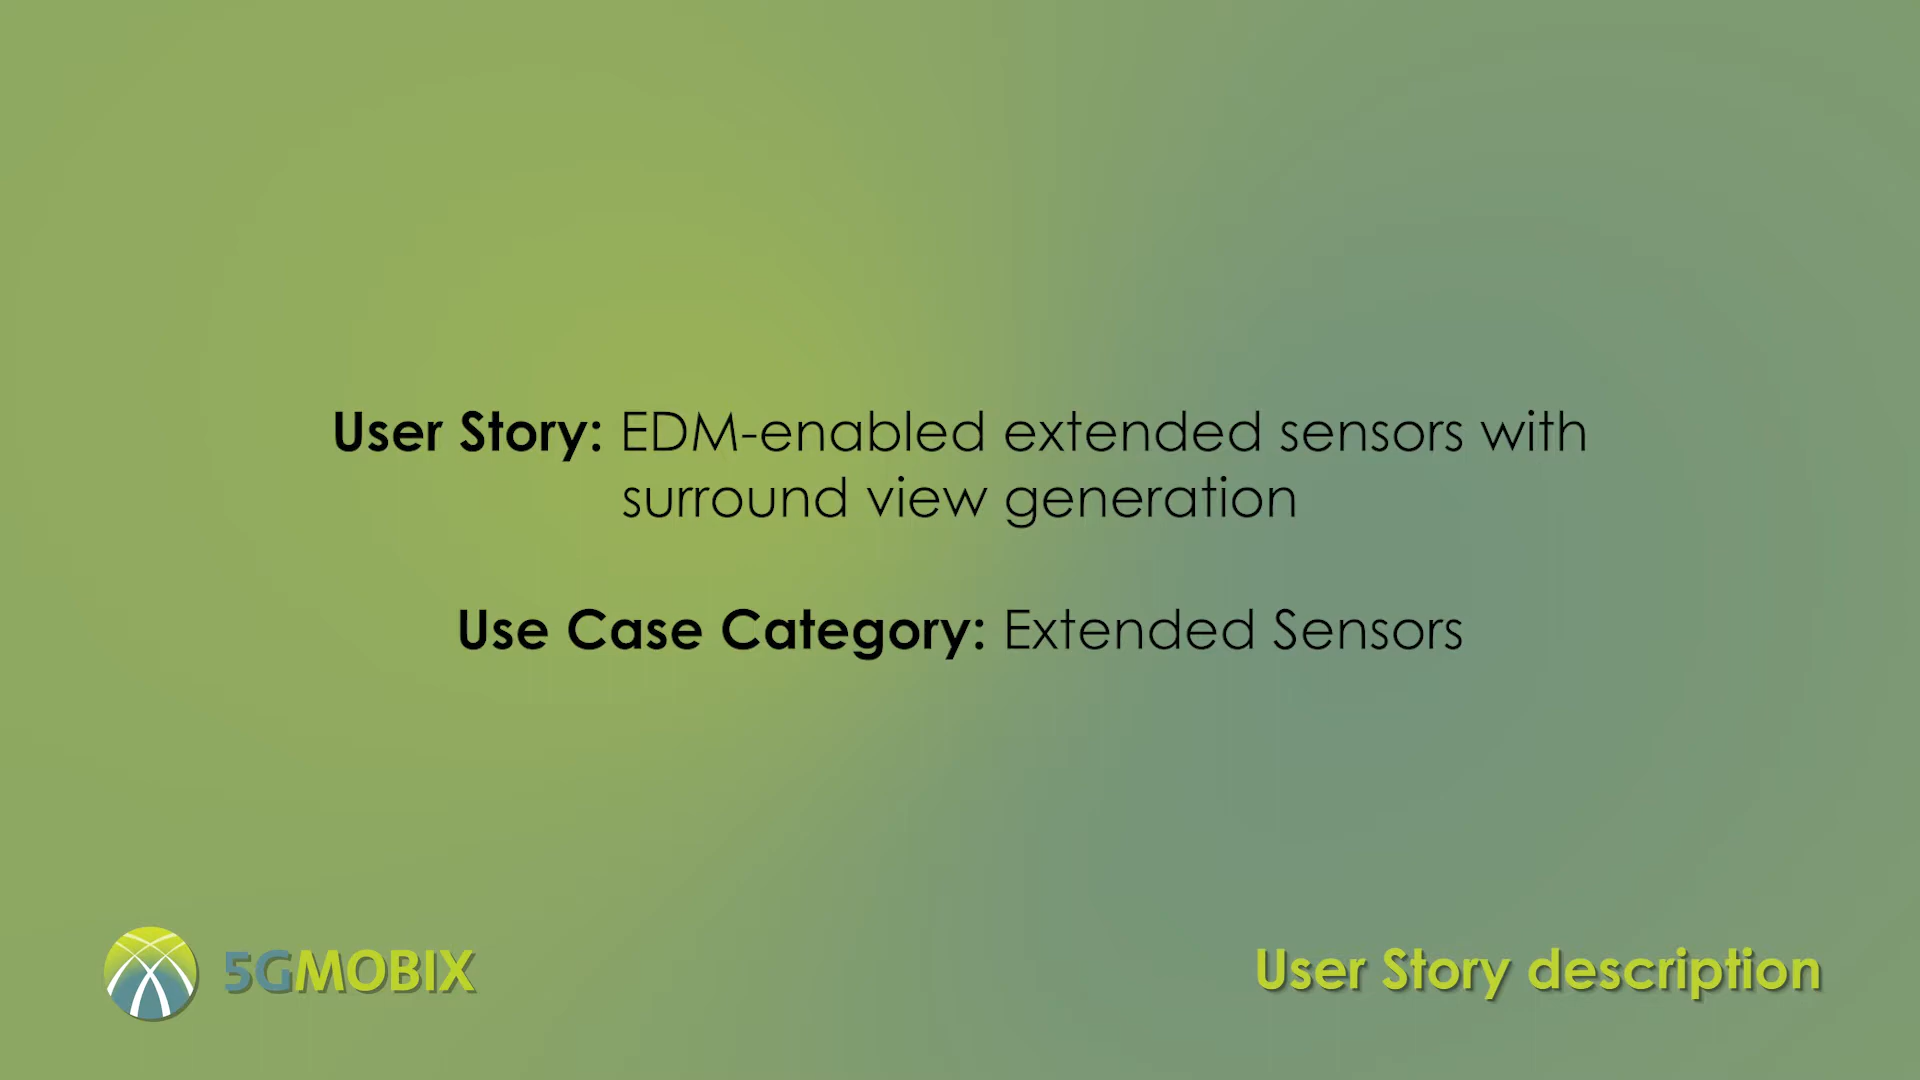 User Story: EDM-enabled extended sensors with
surround view generation
Use Case Category: Extended Sensors
5GMOBIX
User Story description